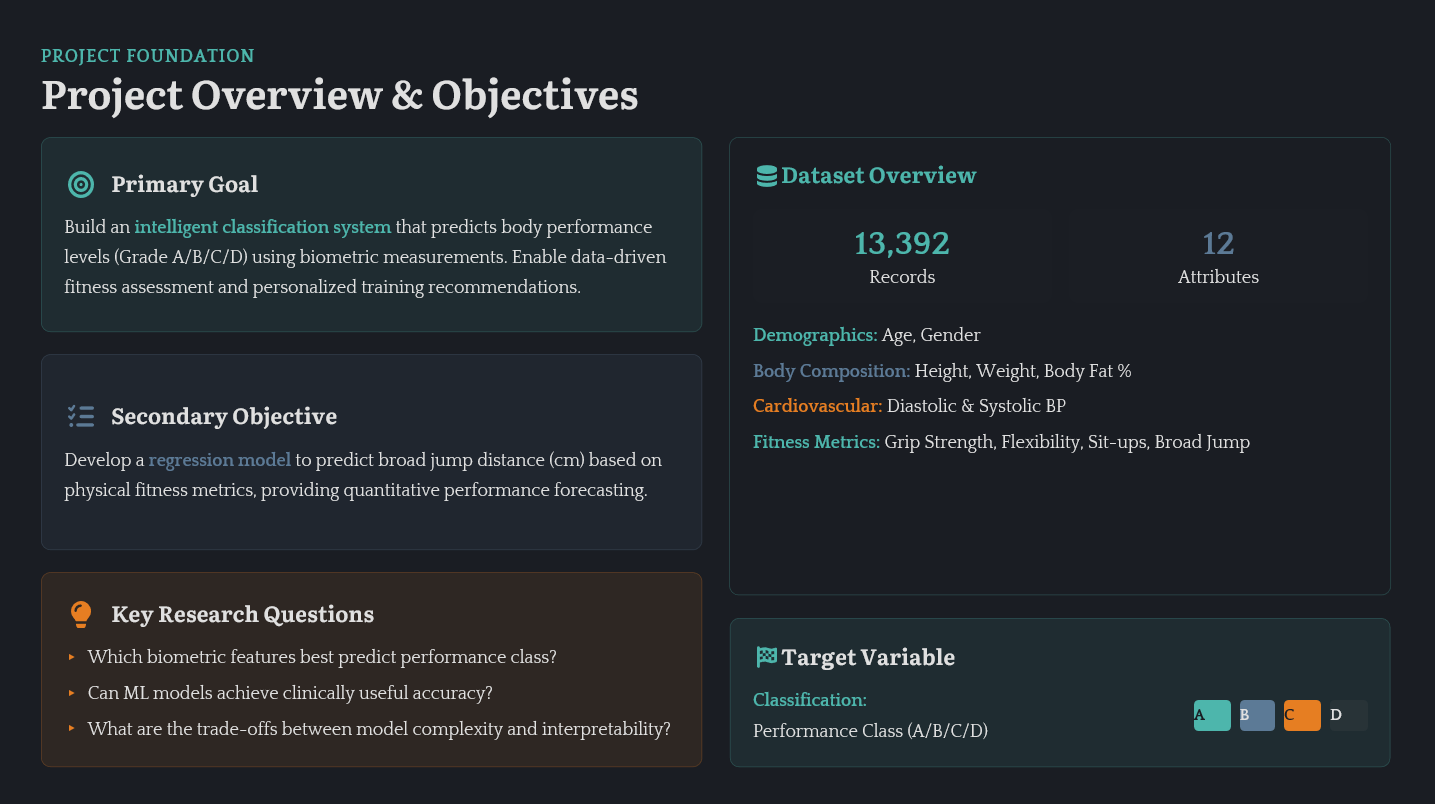 PROJECT FOUNDATION
Project Overview & Objectives
Primary Goal
Build an intelligent classification system that predicts body performance
levels (Grade A/B/C/D) using biometric measurements. Enable data-driven
fitness assessment and personalized training recommendations.
Secondary Objective
Develop a regression model to predict broad jump distance (cm) based on
physical fitness metrics, providing quantitative performance forecasting.
Key Research Questions
‣ Which biometric features best predict performance class?
‣ Can ML models achieve clinically useful accuracy?
‣ What are the trade-offs between model complexity and interpretability?
Dataset Overview
13,392
Records
12
Attributes
Demographics: Age, Gender
Body Composition: Height, Weight, Body Fat %
Cardiovascular: Diastolic & Systolic BP
Fitness Metrics: Grip Strength, Flexibility, Sit-ups, Broad Jump
Target Variable
Classification:
Performance Class (A/B/C/D)
A B C D